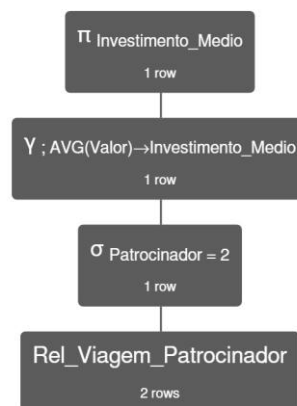 π Investimento_Medio
1 row
γ ; AVG(Valor)→Investimento_Medio
1 row
σ Patrocinador = 2
1 row
Rel_Viagem_Patrocinador
2 rows